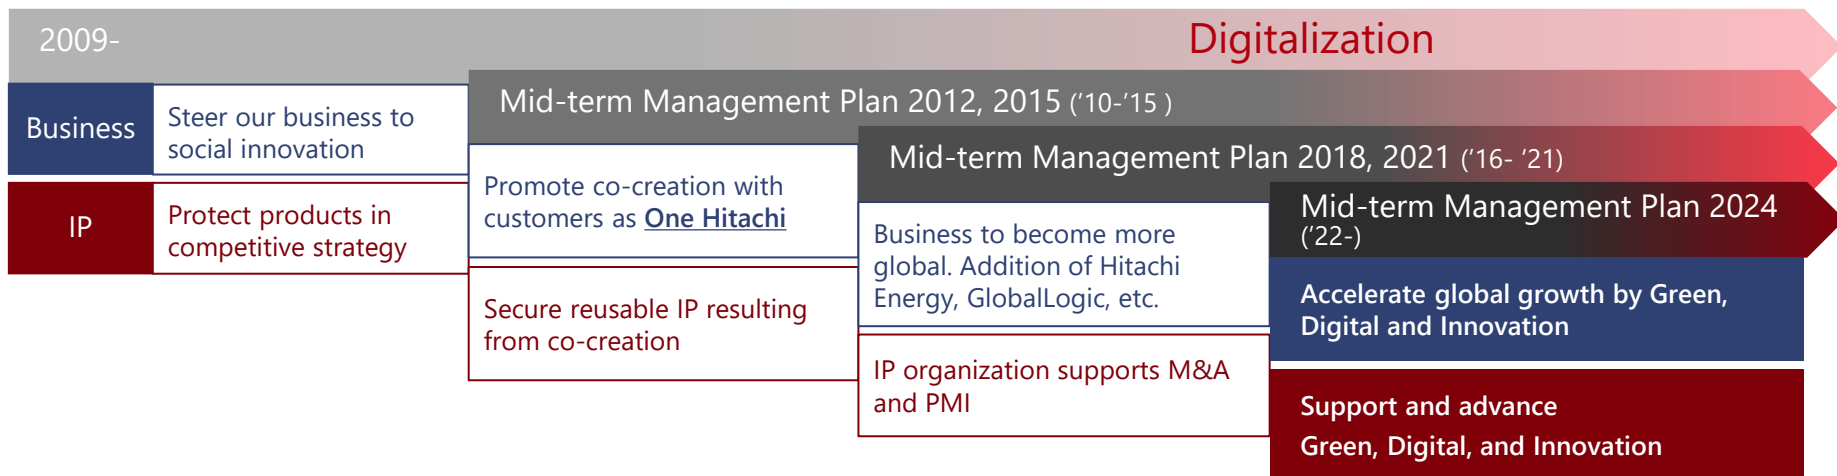 2009-
Digitalization
Business
Steer our business to
social innovation
IP
Protect products in
competitive strategy
Mid-term Management Plan 2012, 2015 (’10-’15 )
Promote co-creation with
customers as One Hitachi
Secure reusable IP resulting
from co-creation
Mid-term Management Plan 2018, 2021 (’16- ‘21)
Business to become more
global. Addition of Hitachi
Energy, GlobalLogic, etc.
IP organization supports M&A
and PMI
Mid-term Management Plan 2024
(’22-)
Accelerate global growth by Green,
Digital and Innovation
Support and advance
Green, Digital, and Innovation